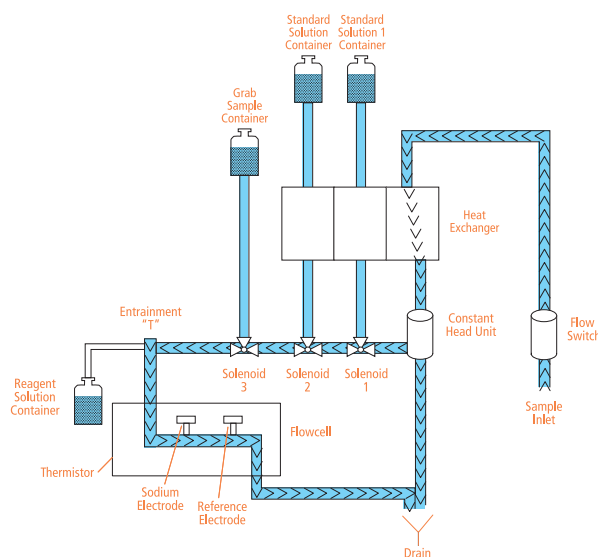 Standard
Solution
Container
Standard
Solution 1
Container
Grab
Sample
Container
Heat
Exchanger
Entrainment
"T"
Constant
Head Unit
Flow
Switch
Solenoid
3
Solenoid
2
Solenoid
1
Reagent
Solution
Container
Sample
Inlet
Flowcell
Thermistor
Sodium
Electrode
Reference
Electrode
Drain